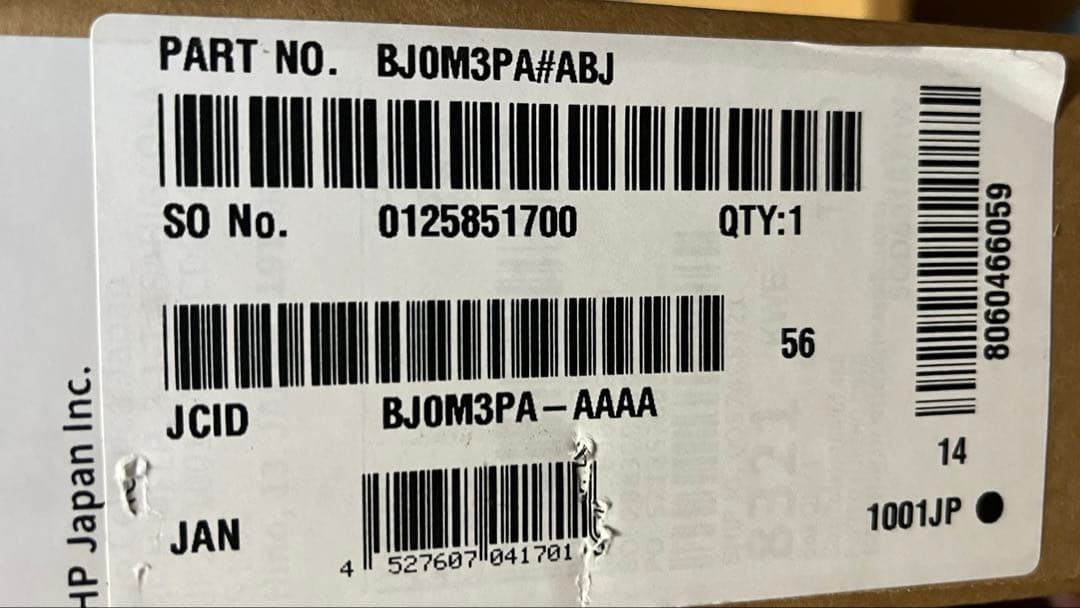 PART NO. BJ0M3PA#ABJ
SO No. 0125851700 QTY:1
56
JCID BJ0M3PA-AAAA
JAN
4 527607 041701
8060466059
14
1001JP
HP Japan Inc.